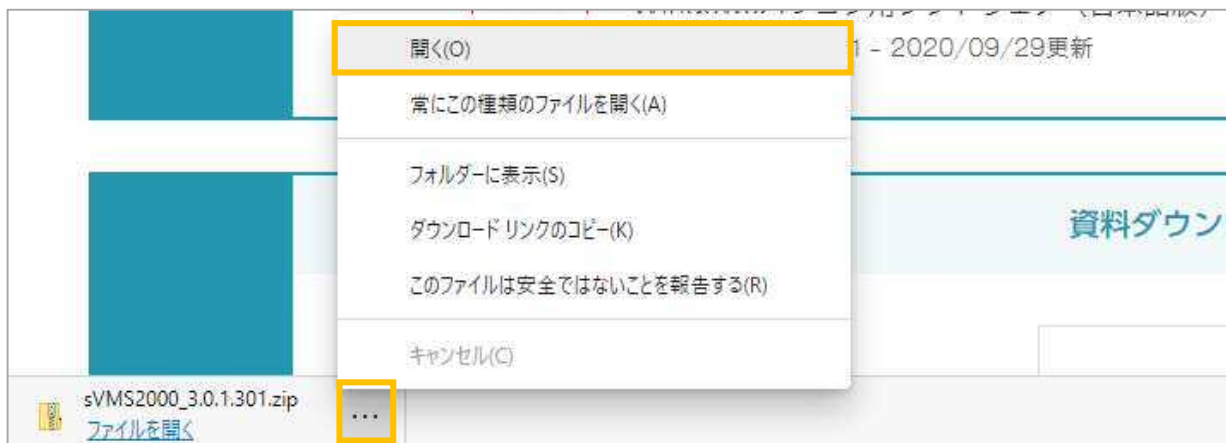 開く(O)
1 - 2020/09/29更新
常にこの種類のファイルを開く(A)
フォルダーに表示(S)
資料ダウン
ダウンロード リンクのコピー(K)
このファイルは安全ではないことを報告する(R)
キャンセル(C)
sVMS2000_3.0.1.301.zip
ファイルを開く
...